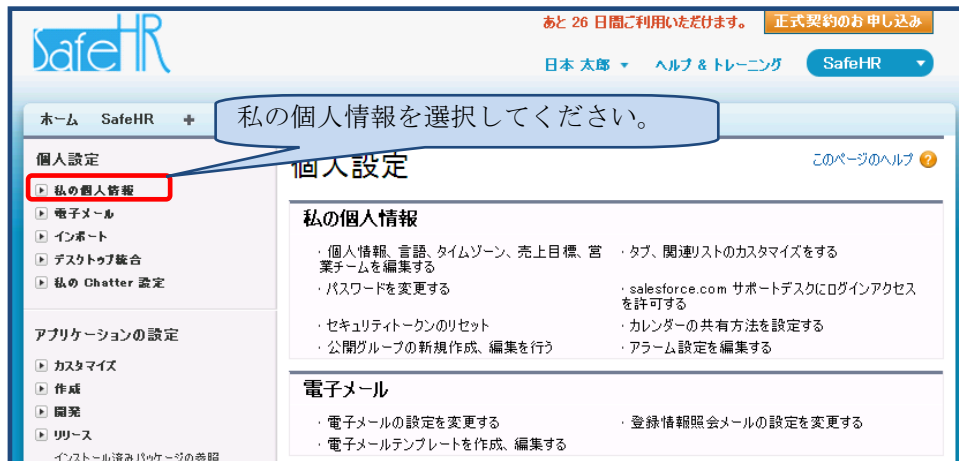 SafeHR
あと 26 日間ご利用いただけます。 正式契約のお申し込み
日本 太郎 ヘルプ & トレーニング SafeHR
ホーム SafeHR +
私の個人情報を選択してください。
個人設定
私の個人情報
電子メール
インポート
デスクトップ統合
私の Chatter 設定
アプリケーションの設定
カスタマイズ
作成
開発
リリース
インストール済みパッケージの参照
個人設定
このページのヘルプ ?
私の個人情報
・個人情報、言語、タイムゾーン、売上目標、営
業チームを編集する
・タブ、関連リストのカスタマイズをする
・パスワードを変更する
・salesforce.com サポートデスクにログインアクセス
を許可する
・セキュリティトークンのリセット
・カレンダーの共有方法を設定する
・公開グループの新規作成、編集を行う
・アラーム設定を編集する
電子メール
・電子メールの設定を変更する
・登録情報照会メールの設定を変更する
・電子メールテンプレートを作成、編集する